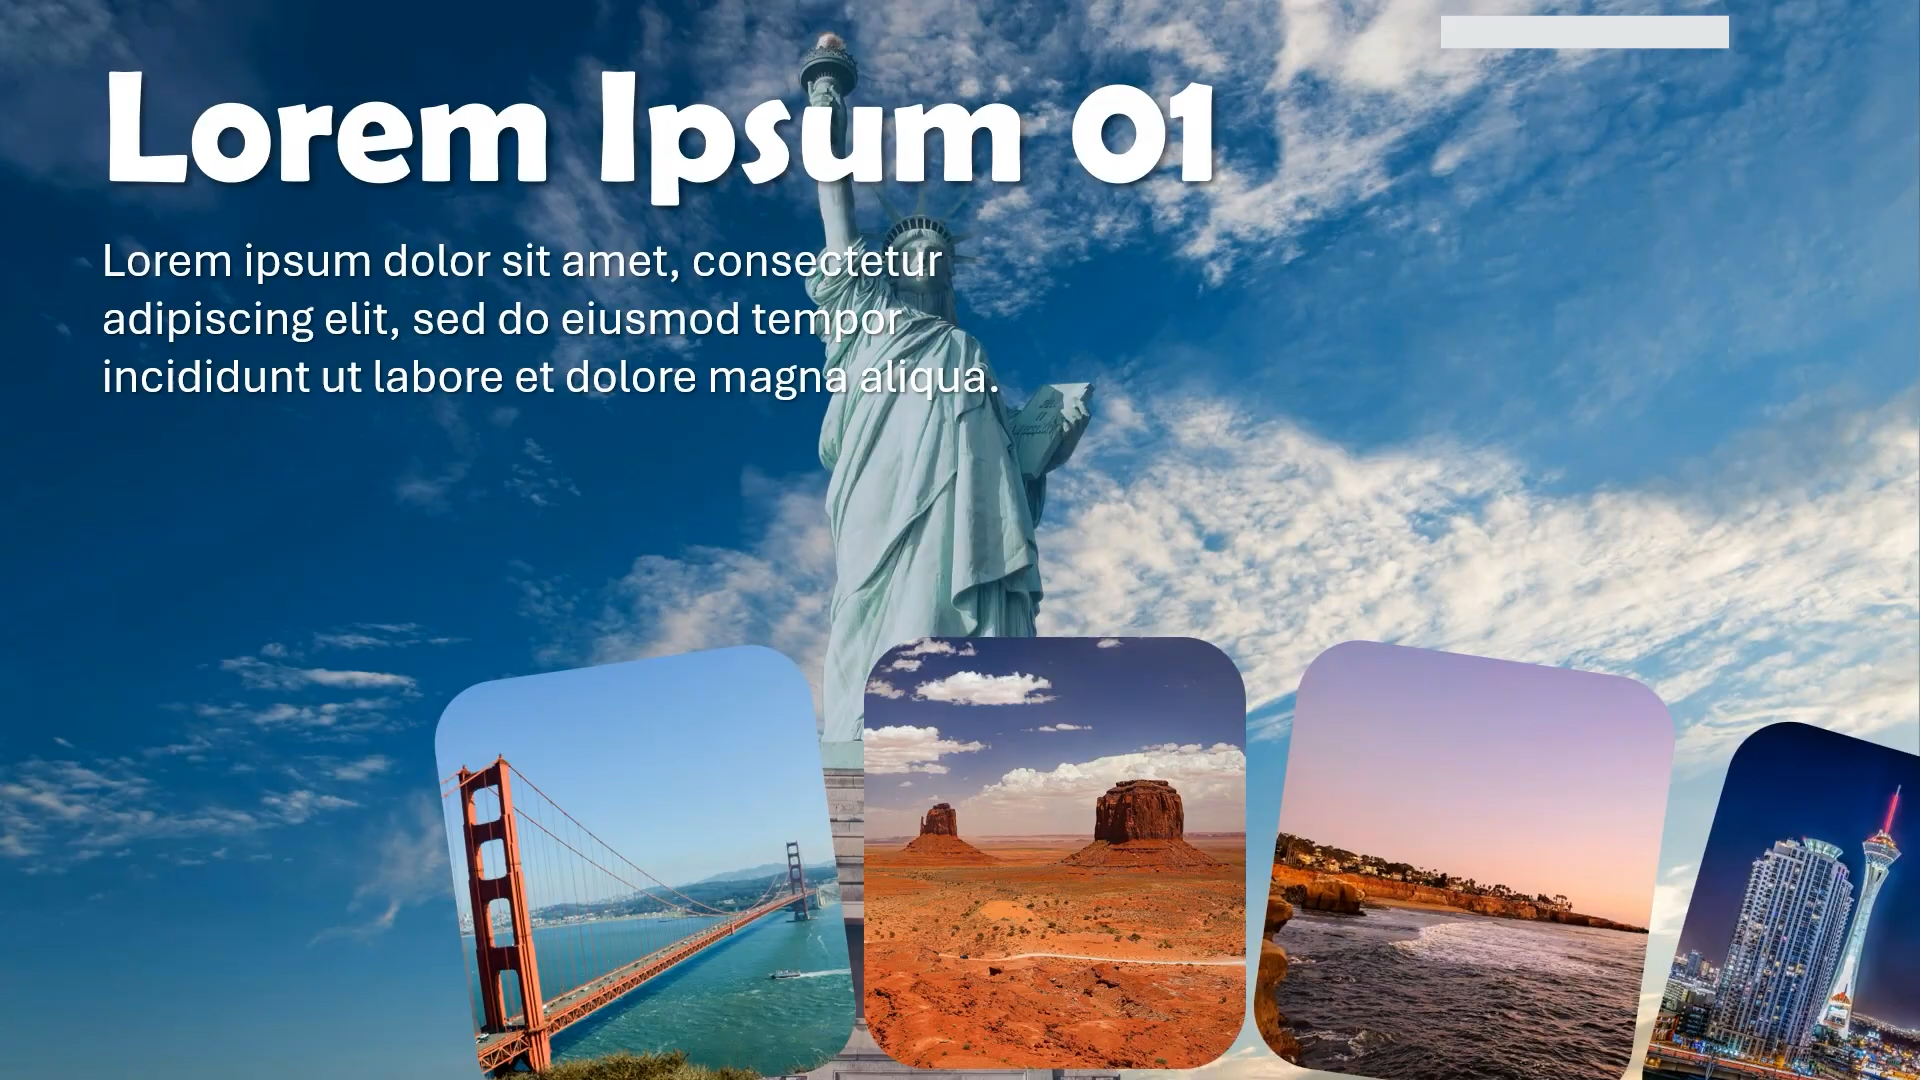 Lorem Ipsum 01
Lorem ipsum dolor sit amet, consectetur
adipiscing elit, sed do eiusmod tempor
incididunt ut labore et dolore magna aliqua.